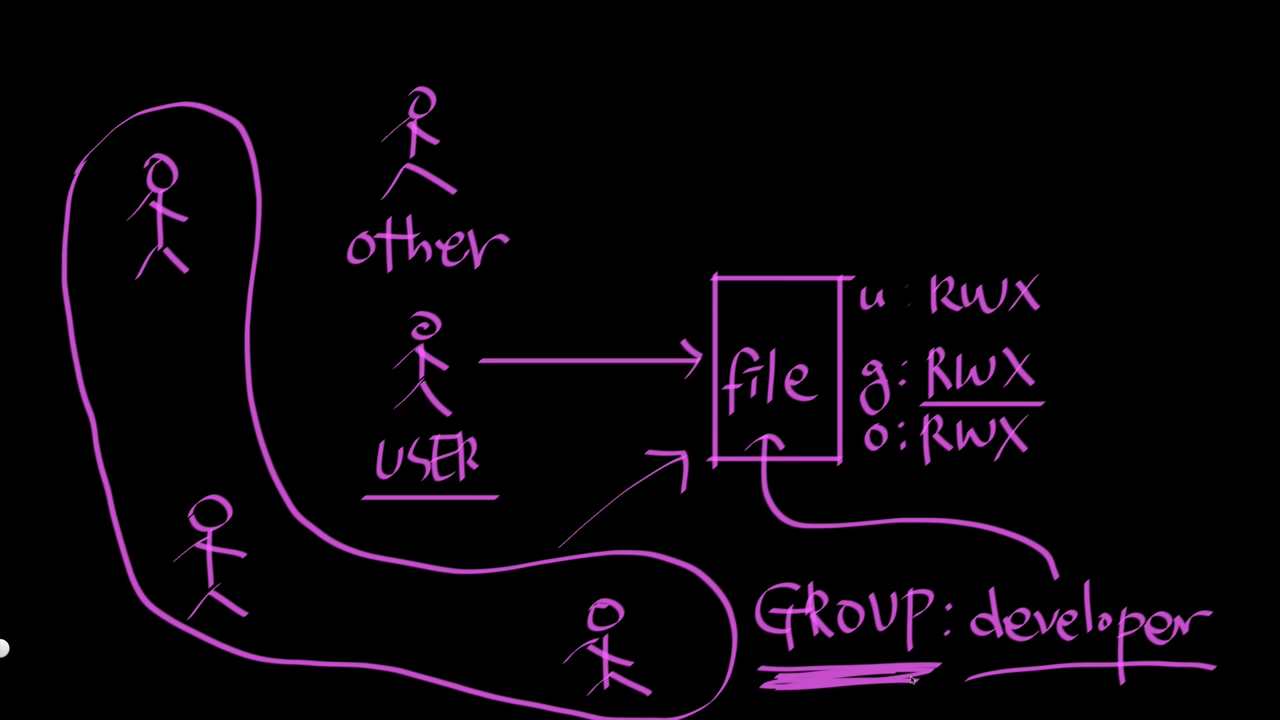 other
USER
file
u : RWX
g: RWX
o: RWX
GROUP: developer